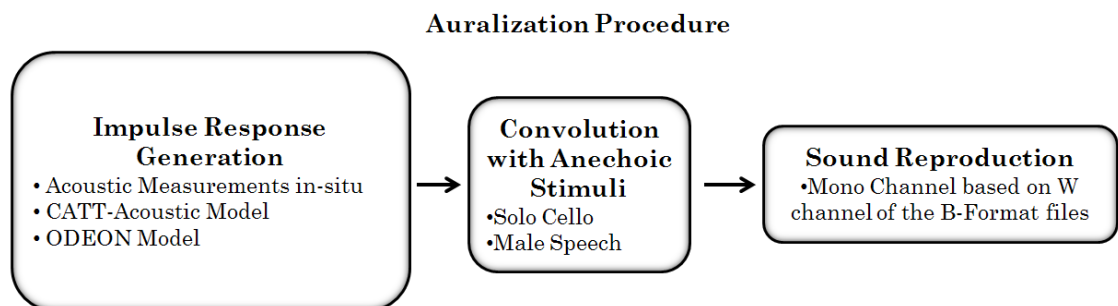 Auralization Procedure
Impulse Response
Generation
• Acoustic Measurements in-situ
• CATT-Acoustic Model
• ODEON Model
Convolution
with Anechoic
Stimuli
•Solo Cello
•Male Speech
Sound Reproduction
•Mono Channel based on W
channel of the B-Format files